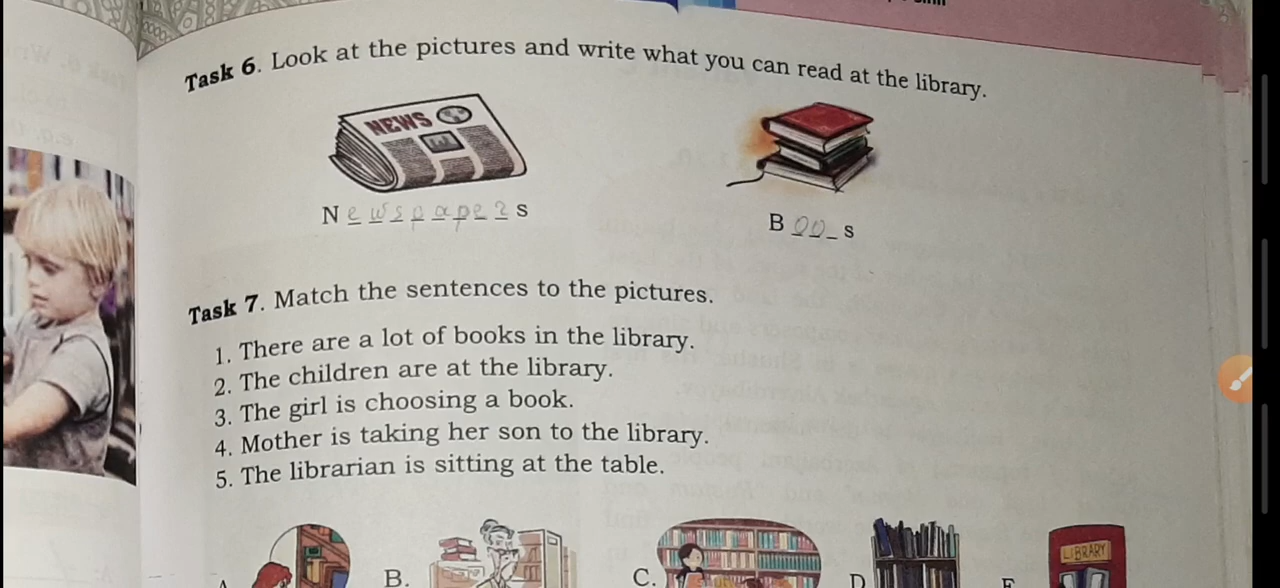 Task 6. Look at the pictures and write what you can read at the library.
NEWS
Newspapers
B oo_s
Task 7. Match the sentences to the pictures.
1. There are a lot of books in the library.
2. The children are at the library.
3. The girl is choosing a book.
4. Mother is taking her son to the library.
5. The librarian is sitting at the table.
LIBRARY
B. C. D